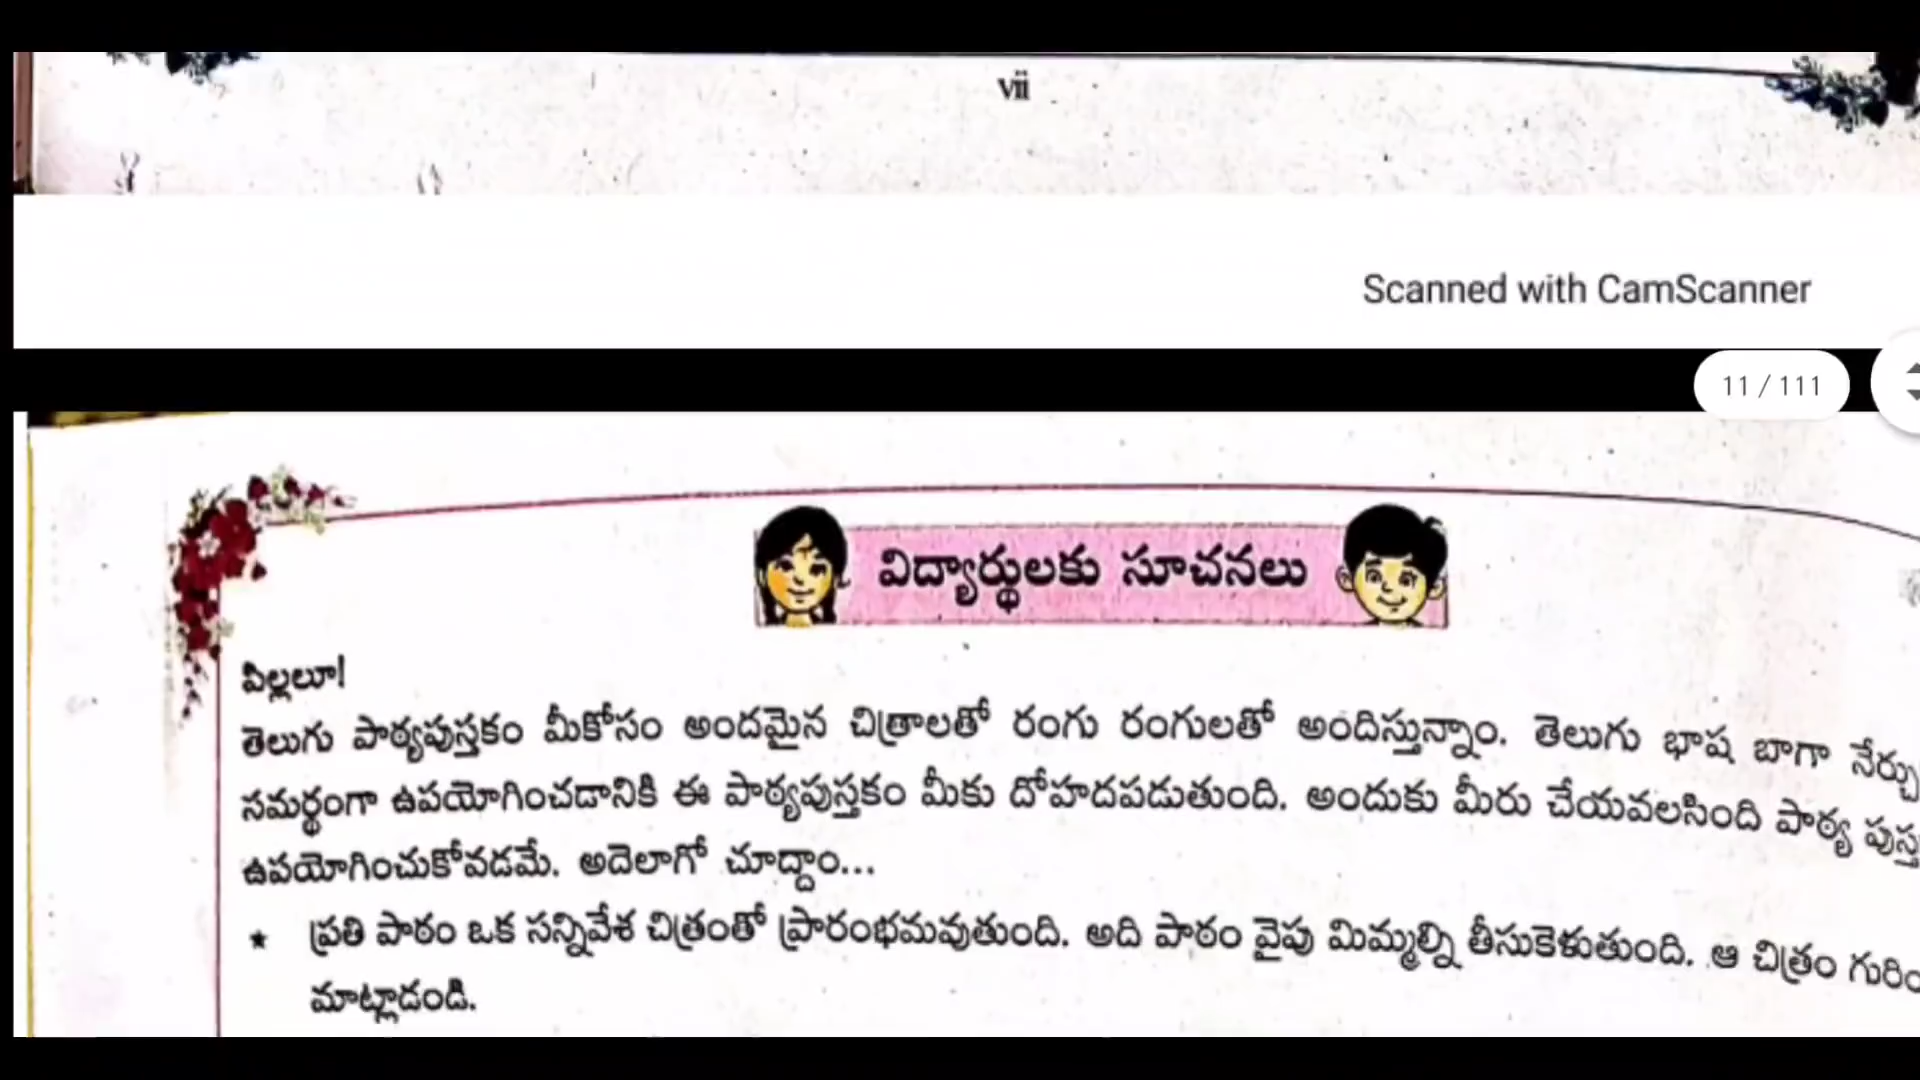 vii
Scanned with CamScanner
11 / 111
విద్యార్థులకు సూచనలు
పిల్లలూ!
తెలుగు పాఠ్యపుస్తకం మీకోసం అందమైన చిత్రాలతో రంగు రంగులతో అందిస్తున్నాం. తెలుగు భాష బాగా
సమర్థంగా ఉపయోగించడానికి ఈ పాఠ్యపుస్తకం మీకు దోహదపడుతుంది. అందుకు మీరు చేయవలసింది పాఠ్య
ఉపయోగించుకోవడమే. అదెలాగో చూద్దాం...
★ ప్రతి పాఠం ఒక సన్నివేశ చిత్రంతో ప్రారంభమవుతుంది. అది పాఠం వైపు మిమ్మల్ని తీసుకెళుతుంది. ఆ చిత్రం
మాట్లాడండి.